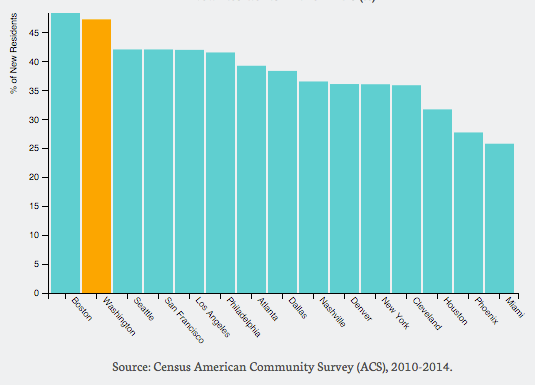 % of New Residents
45
40
35
30
25
20
15
10
5
0
Boston
Washington
Seattle
San Francisco
Los Angeles
Philadelphia
Atlanta
Dallas
Nashville
Denver
New York
Cleveland
Houston
Phoenix
Miami
Source: Census American Community Survey (ACS), 2010-2014.